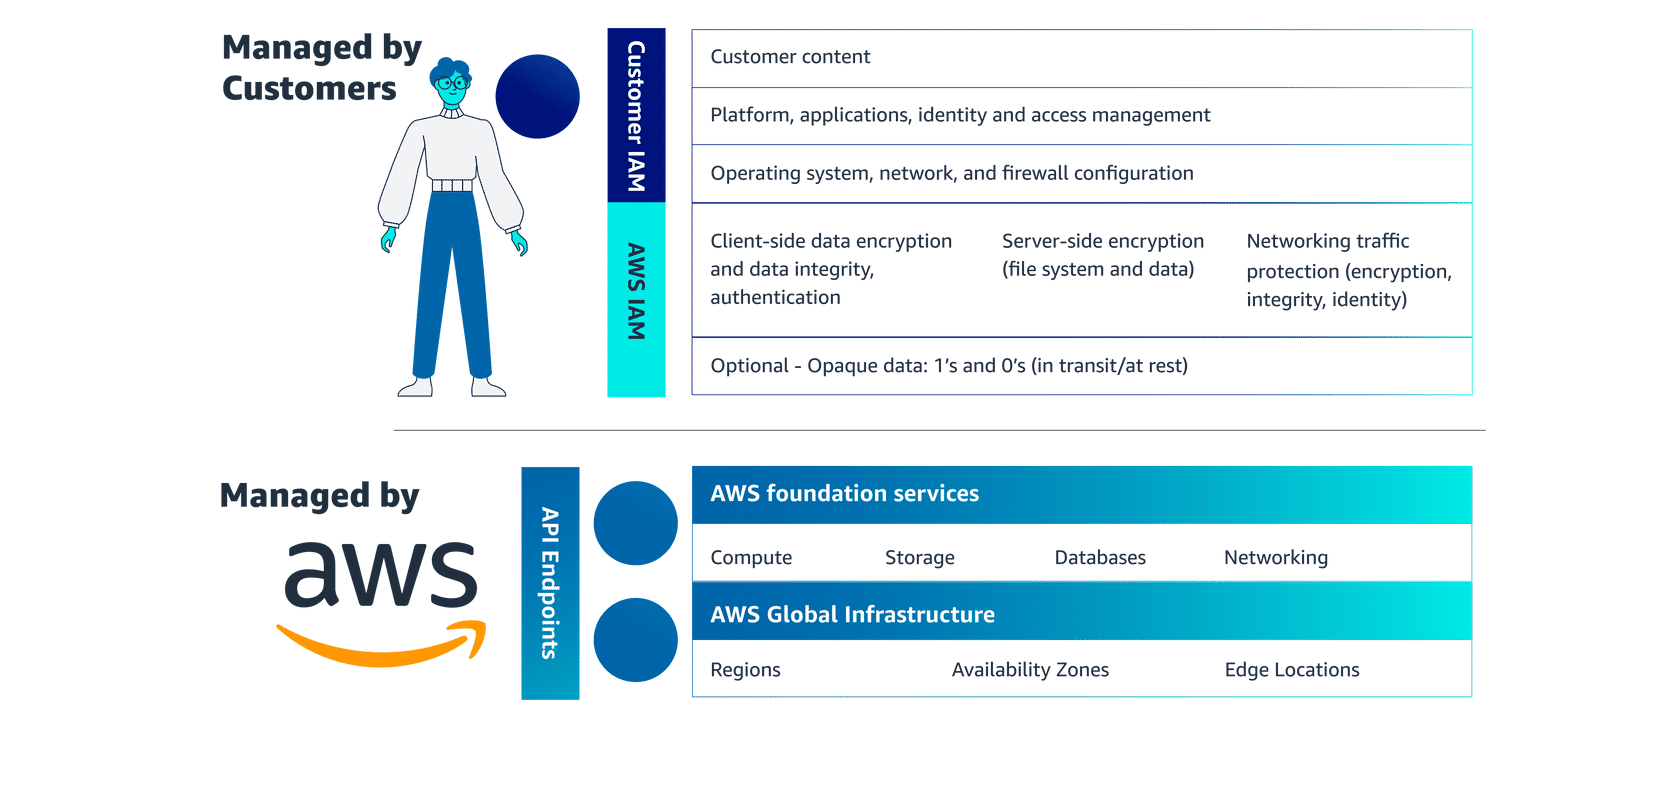 Managed by
Customers
Customer IAM
AWS IAM
Customer content
Platform, applications, identity and access management
Operating system, network, and firewall configuration
Client-side data encryption
and data integrity,
authentication
Server-side encryption
(file system and data)
Networking traffic
protection (encryption,
integrity, identity)
Optional - Opaque data: 1’s and 0’s (in transit/at rest)
Managed by
aws
API Endpoints
AWS foundation services
Compute
Storage
Databases
Networking
AWS Global Infrastructure
Regions
Availability Zones
Edge Locations